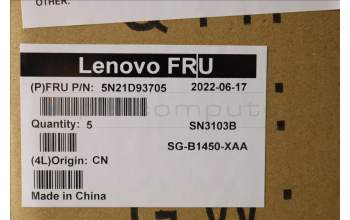 OTHER:
Lenovo FRU
(P)FRU P/N: 5N21D93705 2022-06-17
Quantity: 5 SN3103B
SG-B1450-XAA
(4L)Origin: CN
Made in China